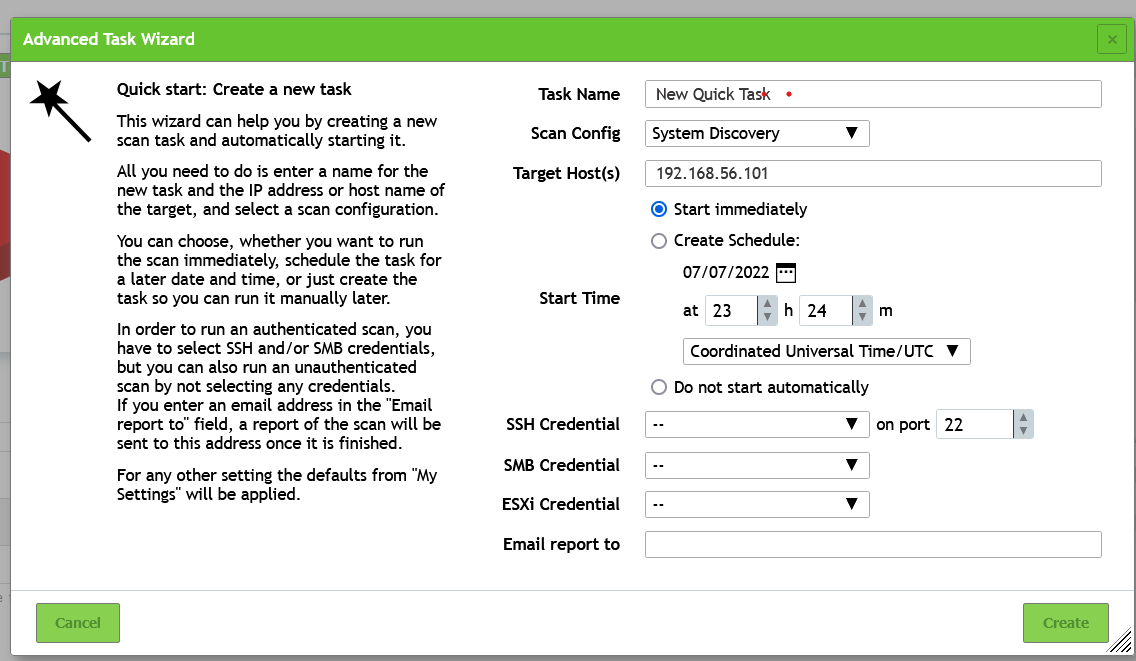 Advanced Task Wizard
×
T
Quick start: Create a new task
This wizard can help you by creating a new
scan task and automatically starting it.
All you need to do is enter a name for the
new task and the IP address or host name of
the target, and select a scan configuration.
You can choose, whether you want to run
the scan immediately, schedule the task for
a later date and time, or just create the
task so you can run it manually later.
In order to run an authenticated scan, you
have to select SSH and/or SMB credentials,
but you can also run an unauthenticated
scan by not selecting any credentials.
If you enter an email address in the "Email
report to" field, a report of the scan will be
sent to this address once it is finished.
For any other setting the defaults from "My
Settings" will be applied.
Task Name New Quick Task
Scan Config System Discovery
Target Host(s) 192.168.56.101
Start immediately
Create Schedule:
07/07/2022
Start Time
at 23 h 24 m
Coordinated Universal Time/UTC
Do not start automatically
SSH Credential -- on port 22
SMB Credential --
ESXi Credential --
Email report to
Cancel Create